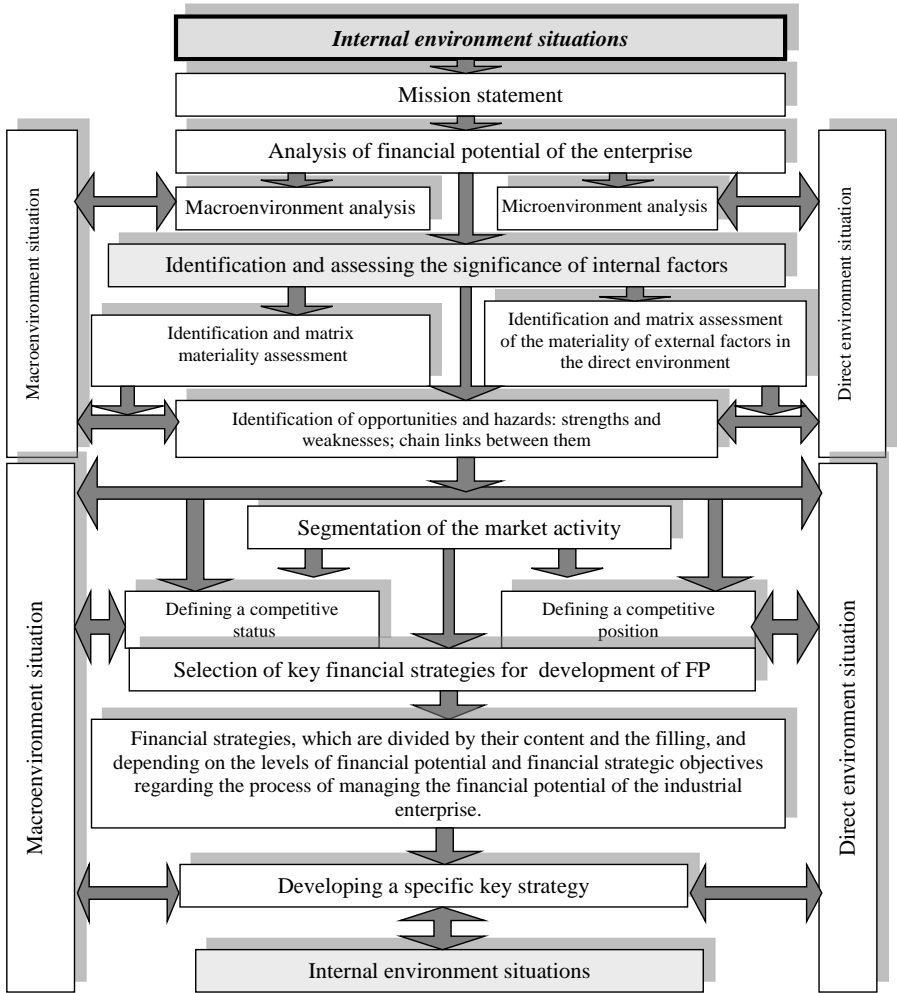 Internal environment situations
Mission statement
Analysis of financial potential of the enterprise
Macroenvironment situation
Macroenvironment analysis
Microenvironment analysis
Direct environment situation
Identification and assessing the significance of internal factors
Identification and matrix
materiality assessment
Identification and matrix assessment
of the materiality of external factors in
the direct environment
Identification of opportunities and hazards: strengths and
weaknesses; chain links between them
Macroenvironment situation
Segmentation of the market activity
Direct environment situation
Defining a competitive
status
Defining a competitive
position
Selection of key financial strategies for development of FP
Financial strategies, which are divided by their content and the filling, and
depending on the levels of financial potential and financial strategic objectives
regarding the process of managing the financial potential of the industrial
enterprise.
Developing a specific key strategy
Internal environment situations